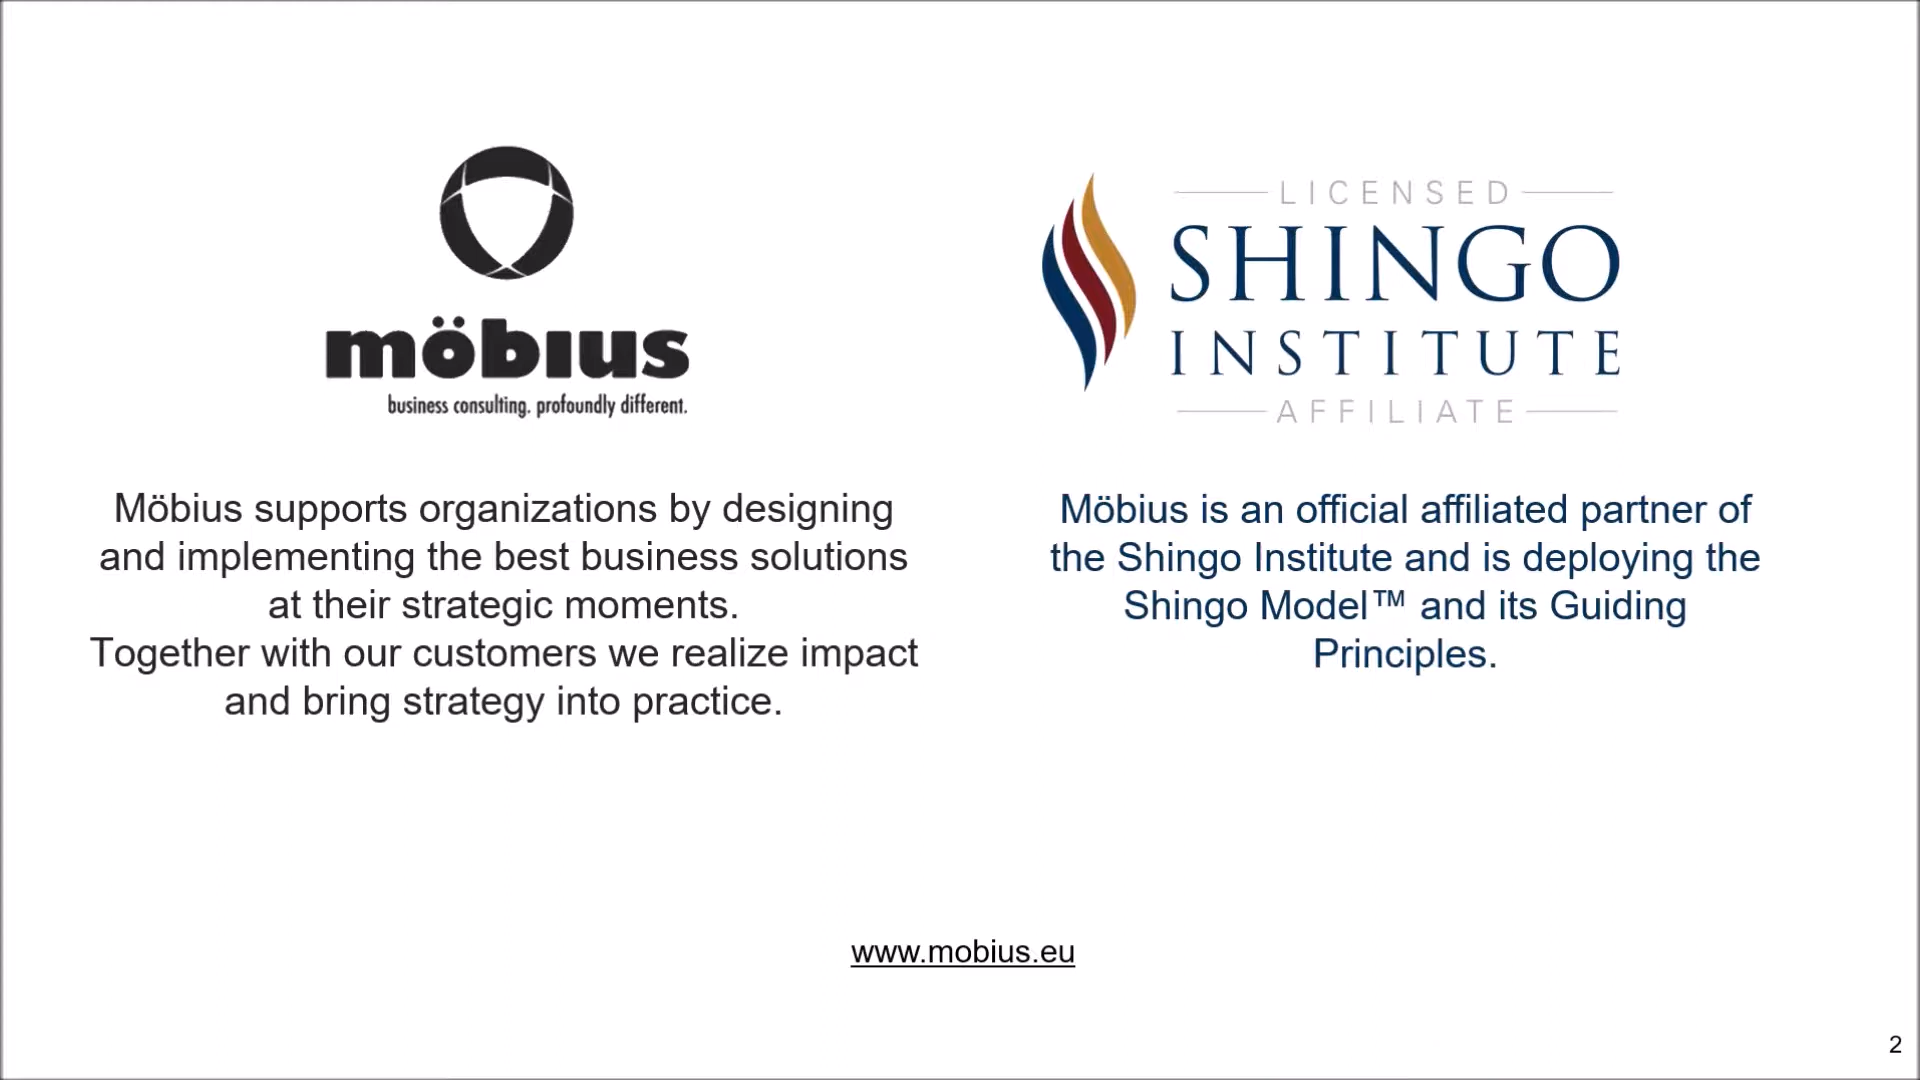 möbius
business consulting. profoundly different.
Möbius supports organizations by designing
and implementing the best business solutions
at their strategic moments.
Together with our customers we realize impact
and bring strategy into practice.
LICENSED
SHINGO
INSTITUTE
AFFILIATE
Möbius is an official affiliated partner of
the Shingo Institute and is deploying the
Shingo Model™ and its Guiding
Principles.
www.mobius.eu
2